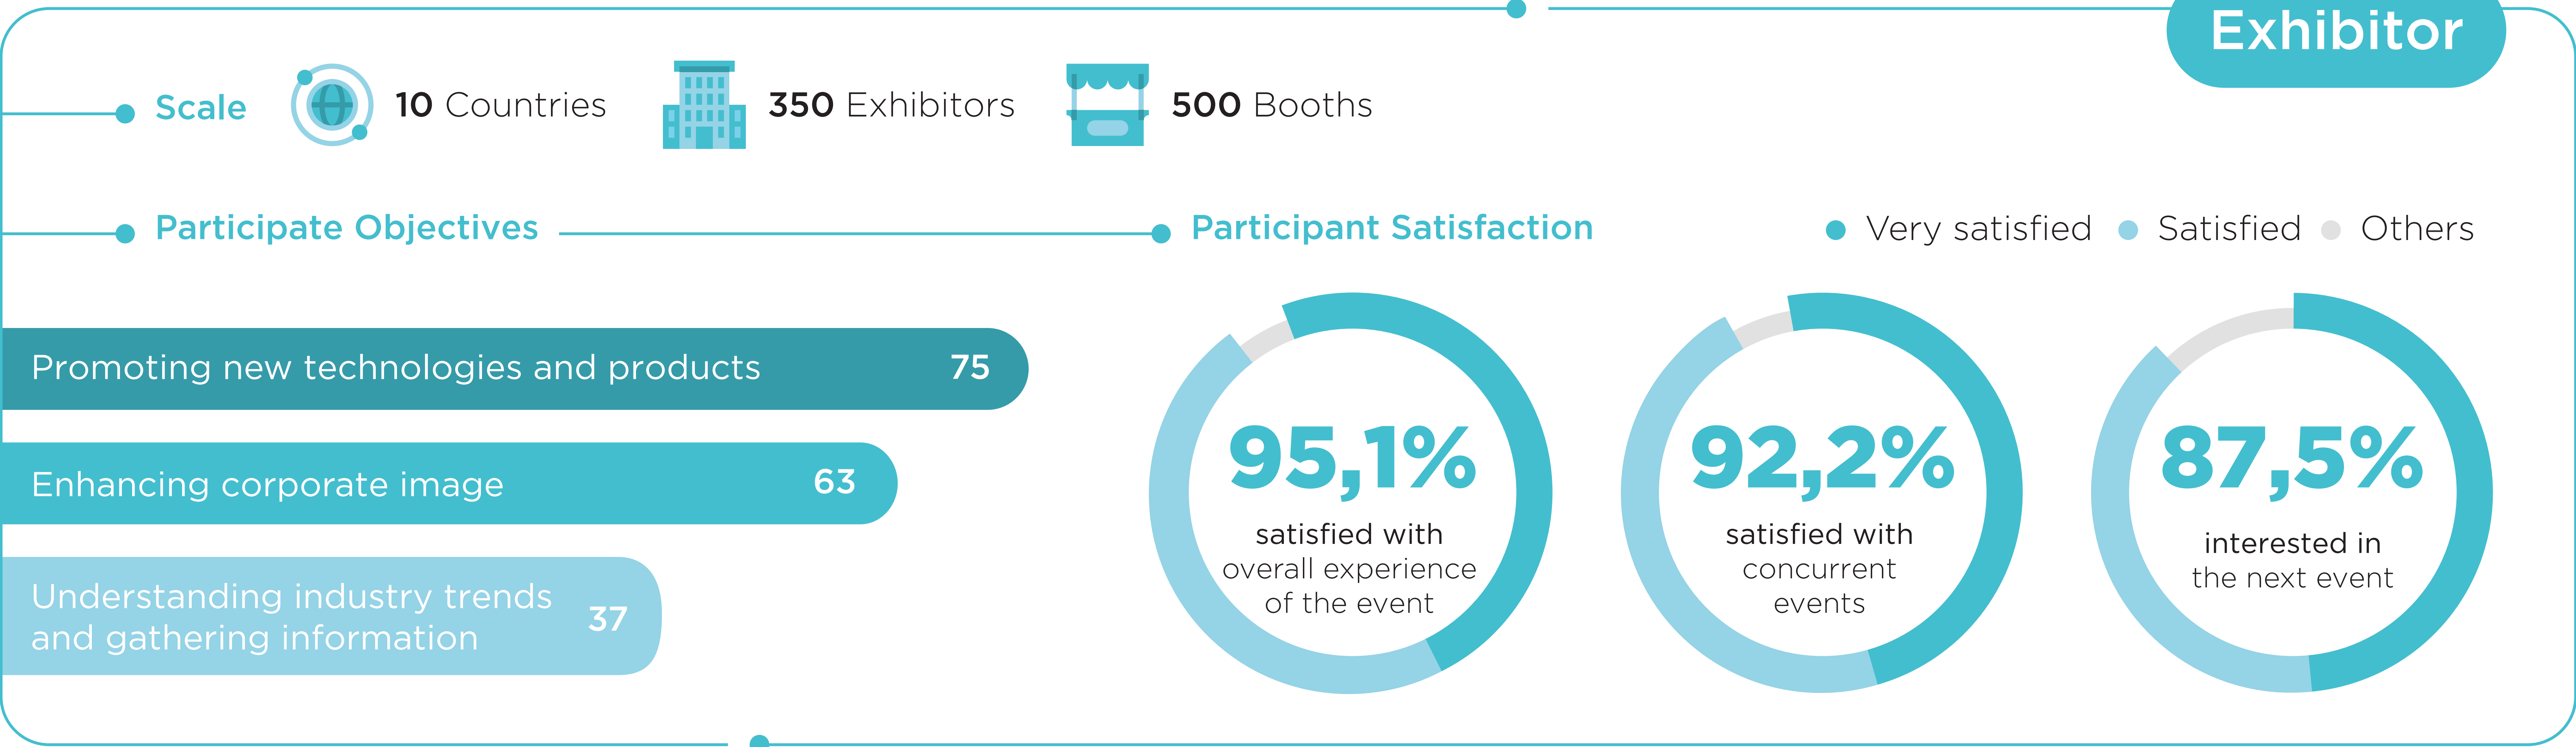 Exhibitor
Scale
10 Countries
350 Exhibitors
500 Booths
Participate Objectives
Promoting new technologies and products 75
Enhancing corporate image 63
Understanding industry trends
and gathering information
37
Participant Satisfaction
Very satisfied
Satisfied
Others
95,1%
satisfied with
overall experience
of the event
92,2%
satisfied with
concurrent
events
87,5%
interested in
the next event